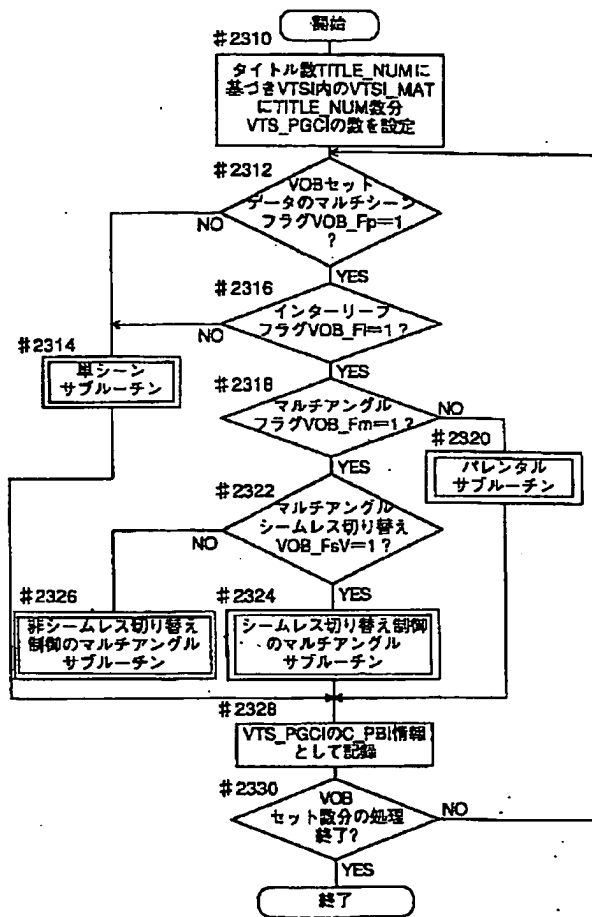 開始
#2310
タイトル数TITLE_NUMに
基づきVTSI内のVTSI_MAT
にTITLE_NUM数分
VTS_PGCIの数を設定
#2312
VOBセット
データのマルチシーン
フラグVOB_Fp=1
?
NO
YES
#2316
インターリーブ
フラグVOB_Fi=1?
NO
YES
#2314
単シーン
サブルーチン
#2318
マルチアングル
フラグVOB_Fm=1?
NO
YES
#2320
パレンタル
サブルーチン
#2322
マルチアングル
シームレス切り替え
VOB_FsV=1?
NO
YES
#2326
非シームレス切り替え
制御のマルチアングル
サブルーチン
#2324
シームレス切り替え制御
のマルチアングル
サブルーチン
#2328
VTS_PGCIのC_PBI情報
として記録
#2330
VOB
セット数分の処理
終了?
NO
YES
終了